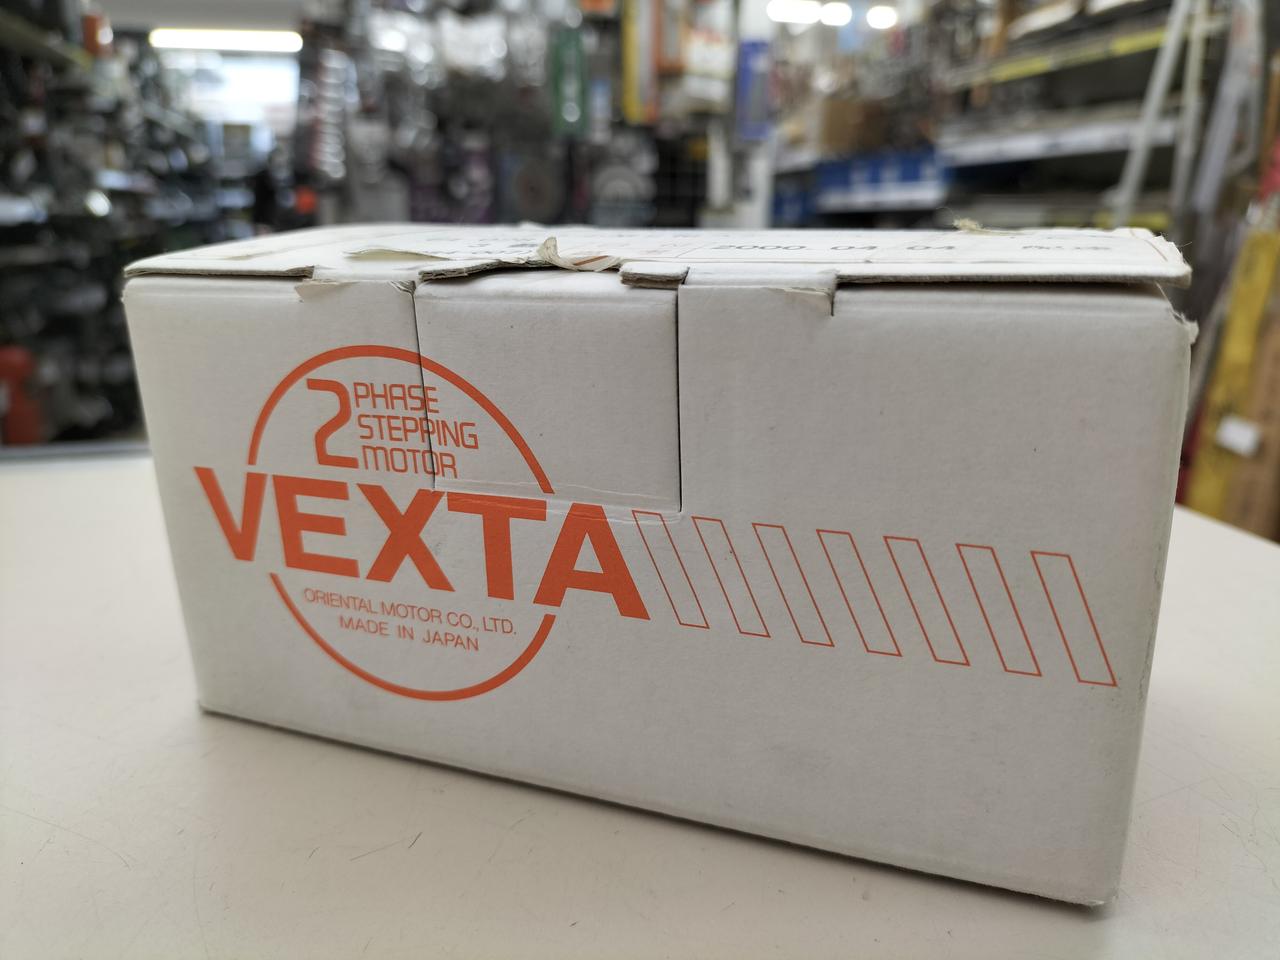 2000. 04. 04
2 PHASE
STEPPING
MOTOR
VEXTA
ORIENTAL MOTOR CO., LTD.
MADE IN JAPAN